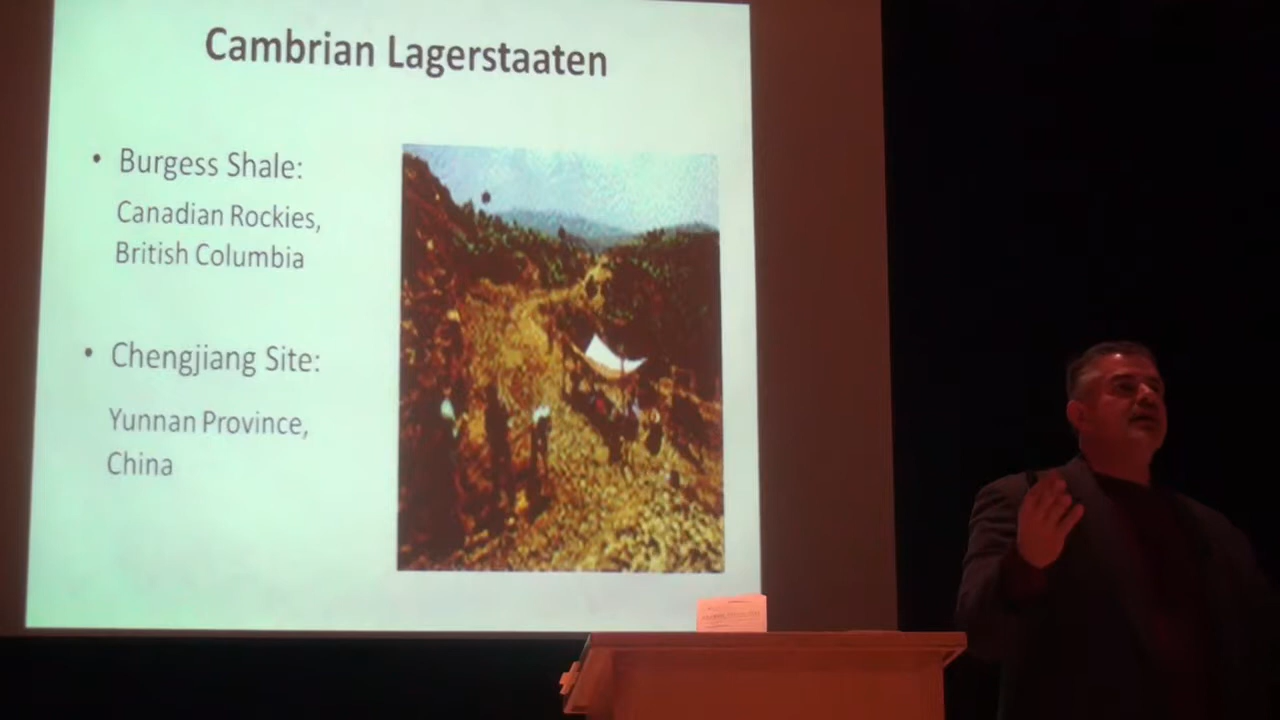 Cambrian Lagerstaaten
• Burgess Shale:
Canadian Rockies,
British Columbia
• Chengjiang Site:
Yunnan Province,
China